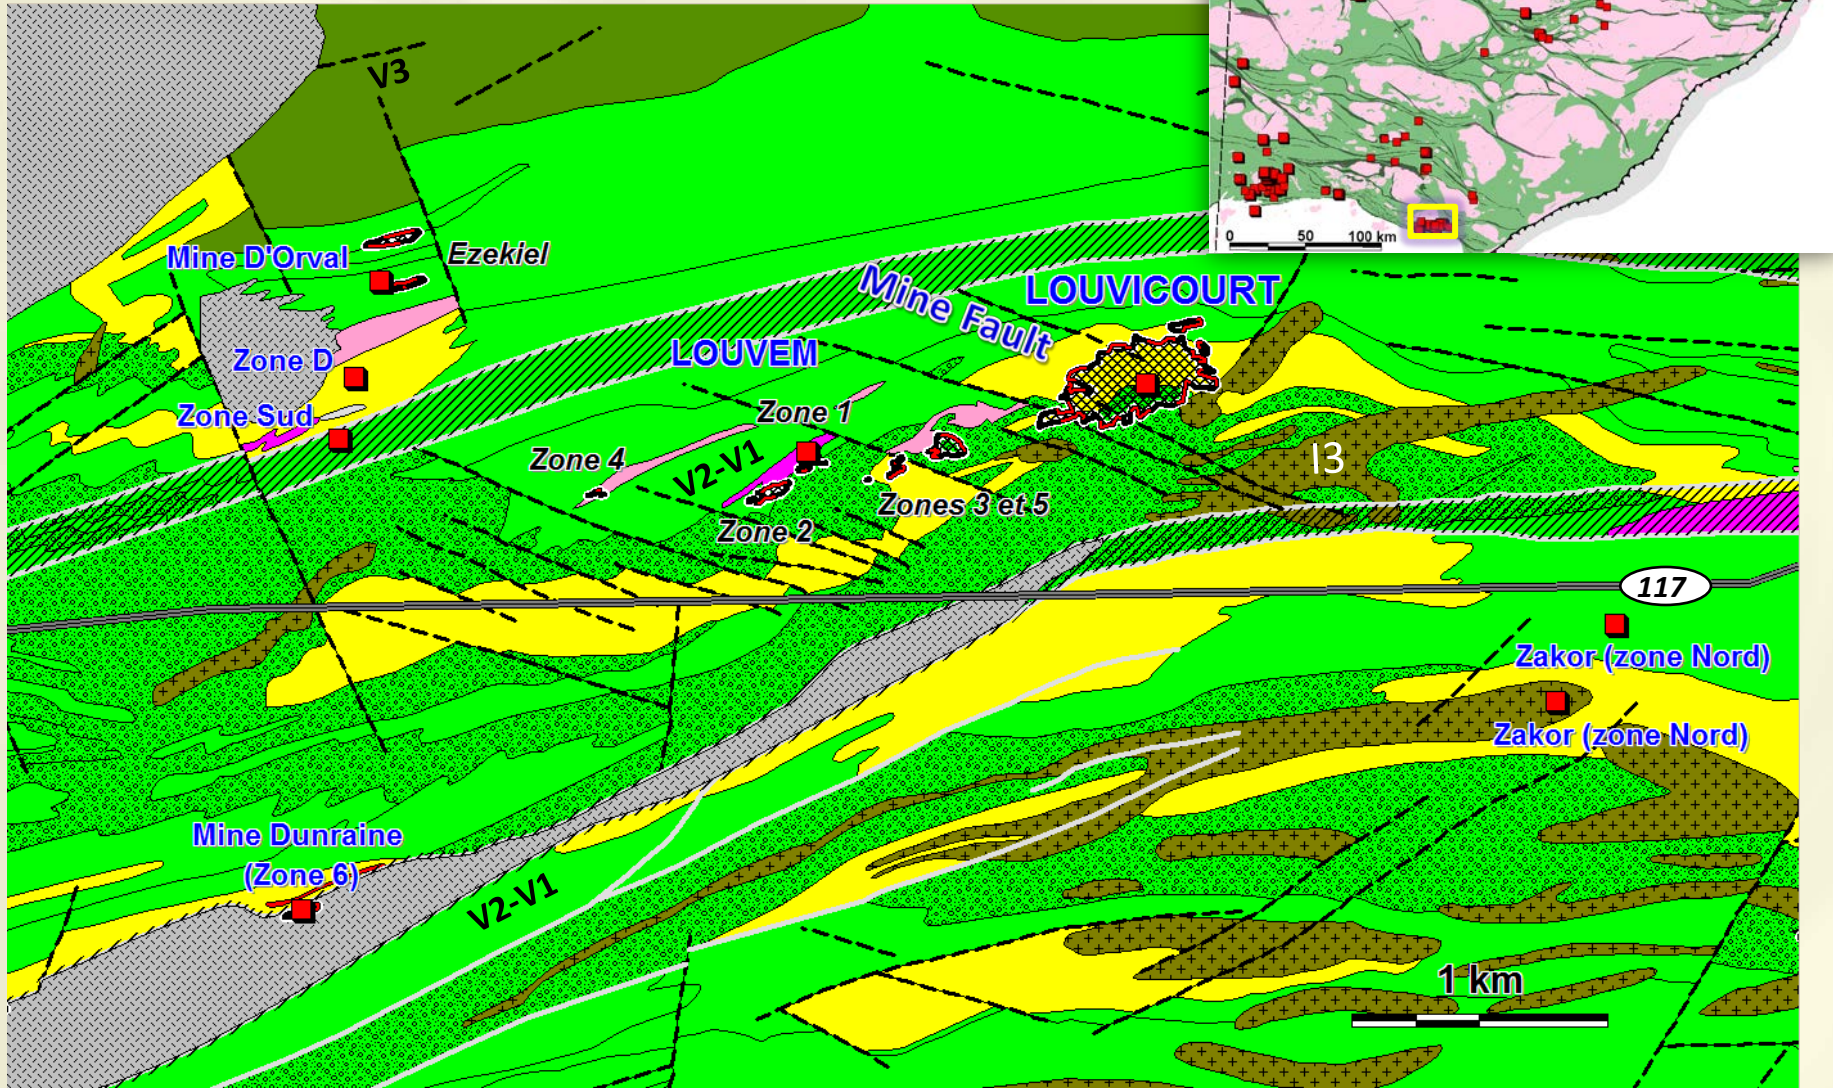 V3
0 50 100 km
Mine D'Orval
Ezekiel
Mine Fault
LOUVICOURT
Zone D
LOUVEM
Zone Sud
Zone 1
Zone 4
V2-V1
I3
Zones 3 et 5
Zone 2
117
Zakor (zone Nord)
Zakor (zone Nord)
Mine Dunraine
(Zone 6)
V2-V1
1 km